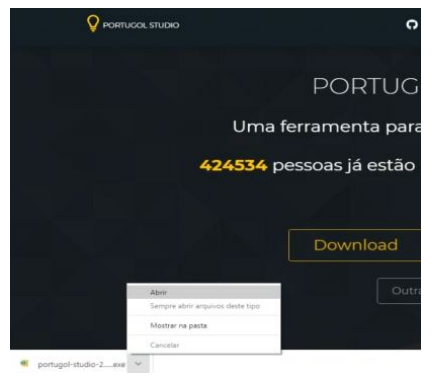 PORTUGOL STUDIO
PORTUG
Uma ferramenta para
424534 pessoas já estão
Download
Outra
Abrir
Sempre abrir arquivos deste tipo
Mostrar na pasta
Cancelar
portugol-studio-2....exe